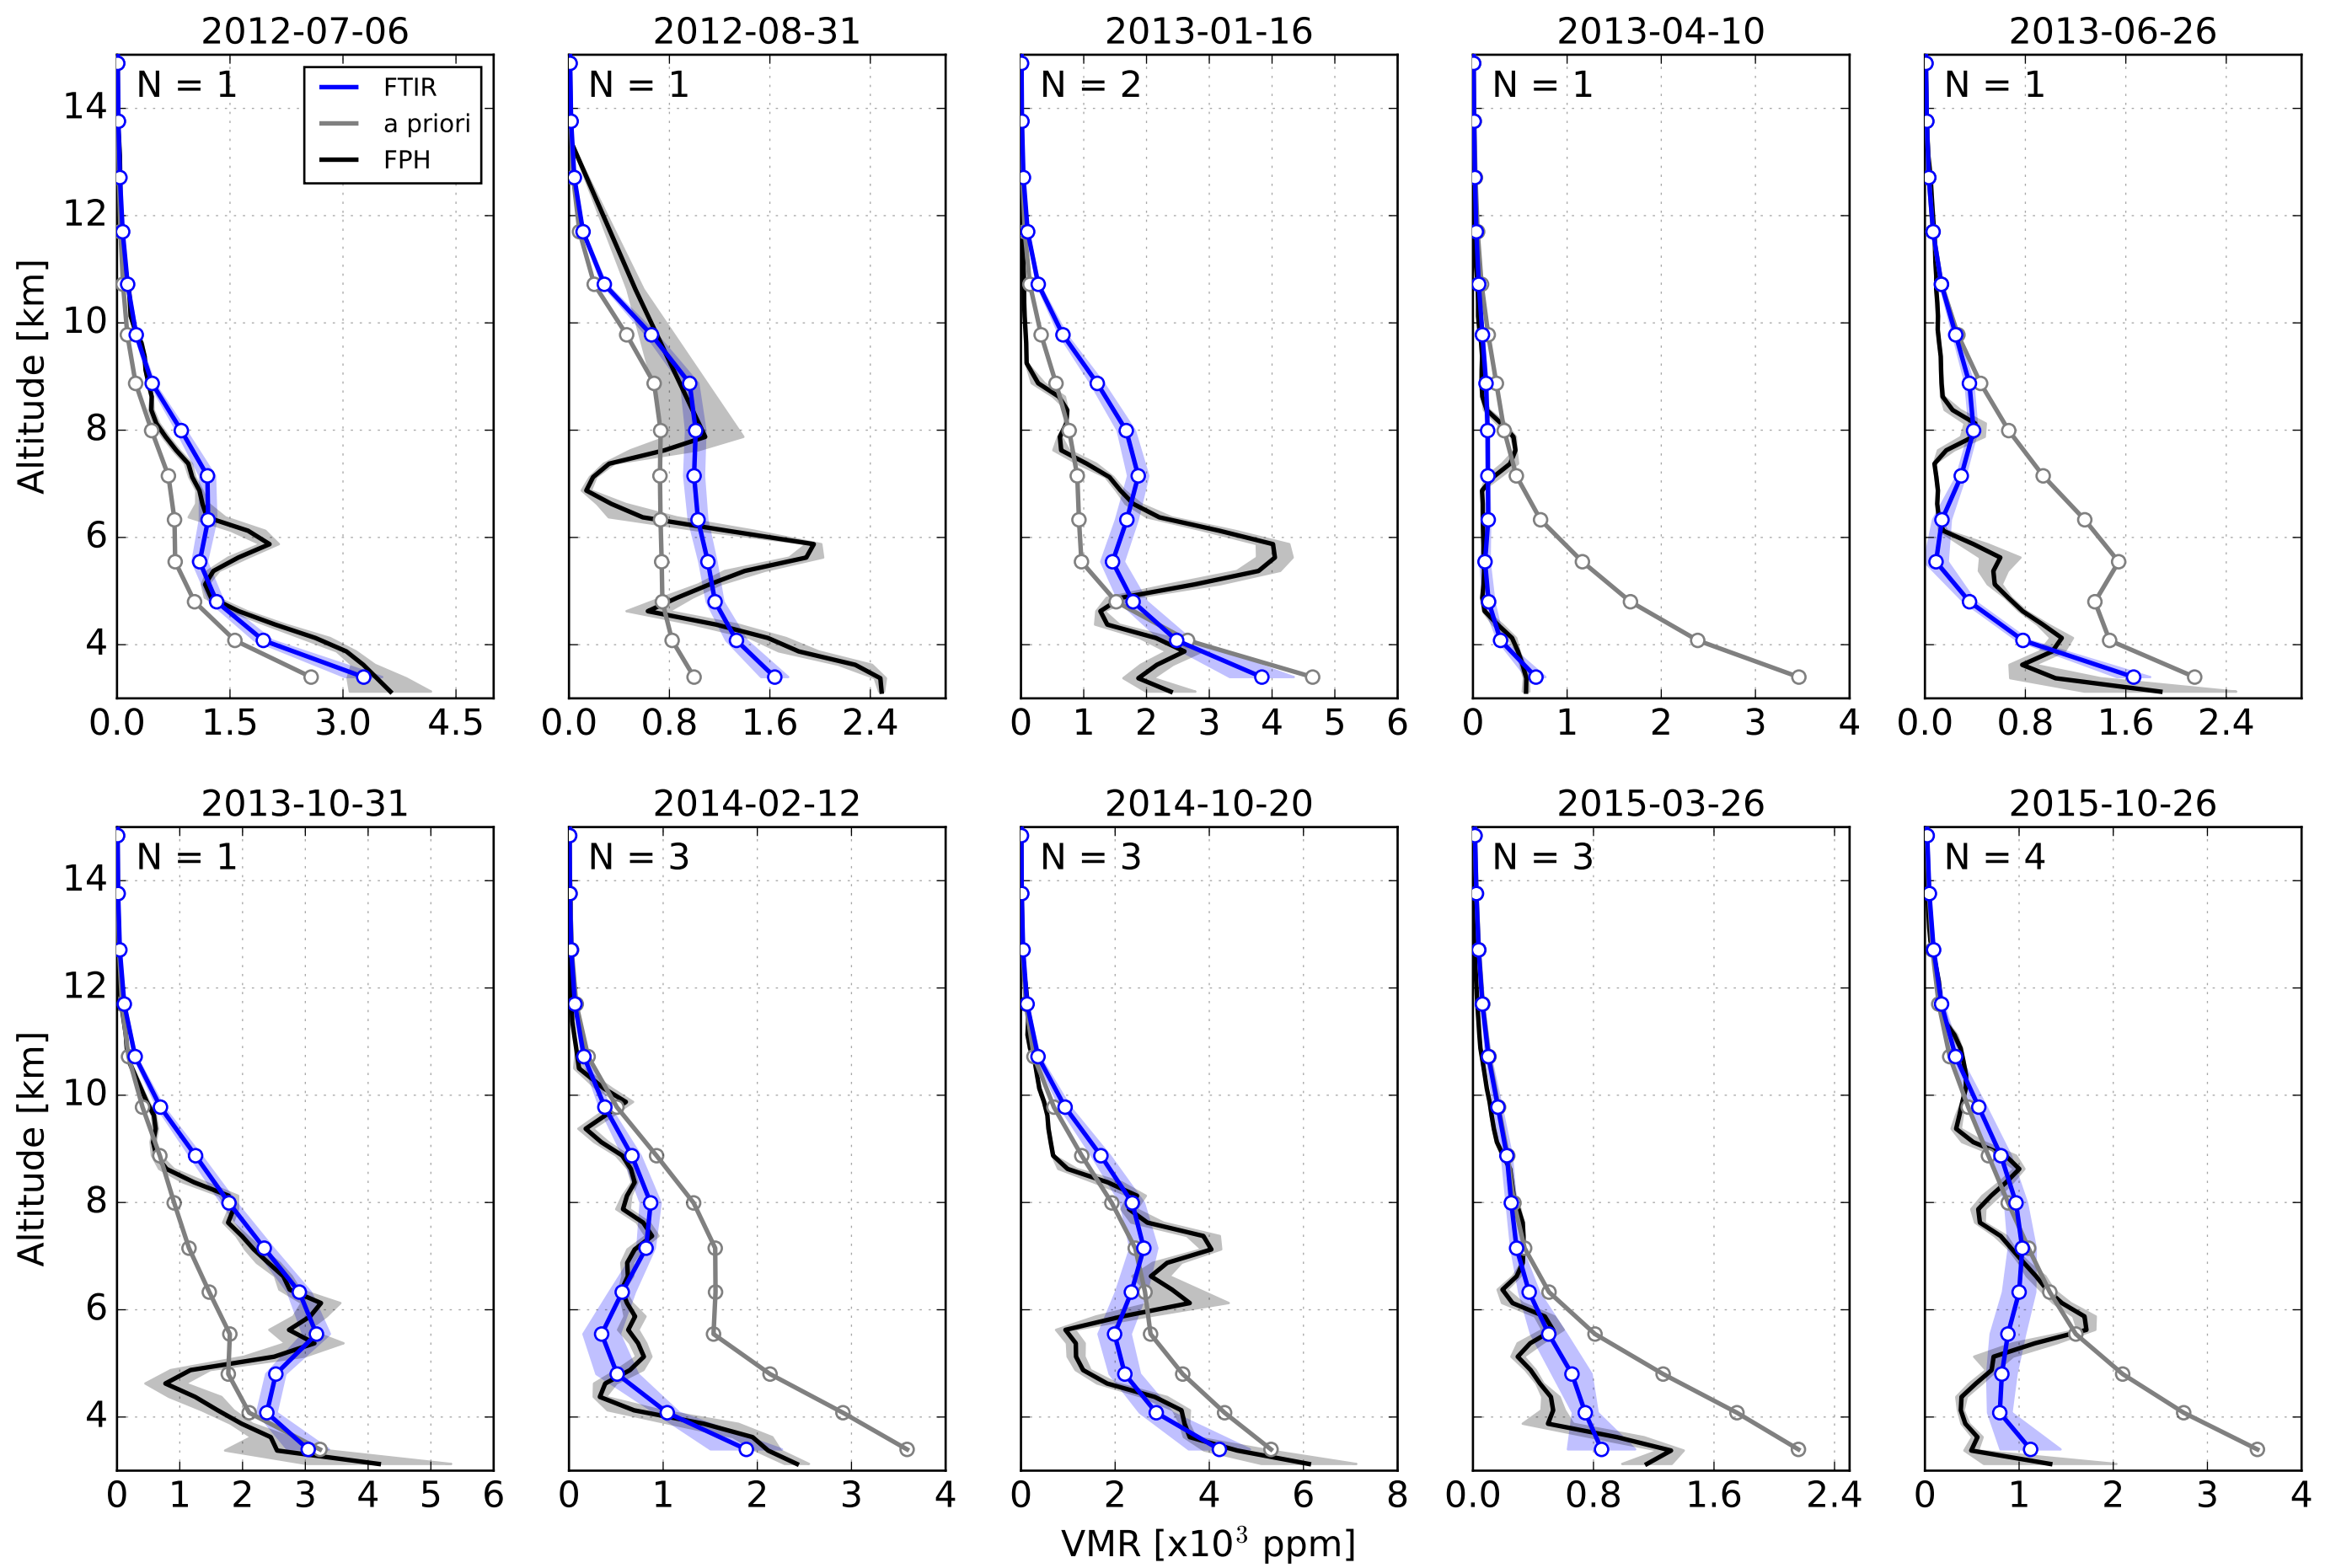 2012-07-06 2012-08-31 2013-01-16 2013-04-10 2013-06-26
N = 1 N = 1 N = 2 N = 1 N = 1
FTIR
a priori
FPH
14
12
10
8
6
4
Altitude [km]
0.0 1.5 3.0 4.5 0.0 0.8 1.6 2.4 0 1 2 3 4 5 6 0 1 2 3 4 0.0 0.8 1.6 2.4
2013-10-31 2014-02-12 2014-10-20 2015-03-26 2015-10-26
N = 1 N = 3 N = 3 N = 3 N = 4
14
12
10
8
6
4
Altitude [km]
0 1 2 3 4 5 6 0 1 2 3 4 0 2 4 6 8 0.0 0.8 1.6 2.4 0 1 2 3 4
VMR [x10³ ppm]